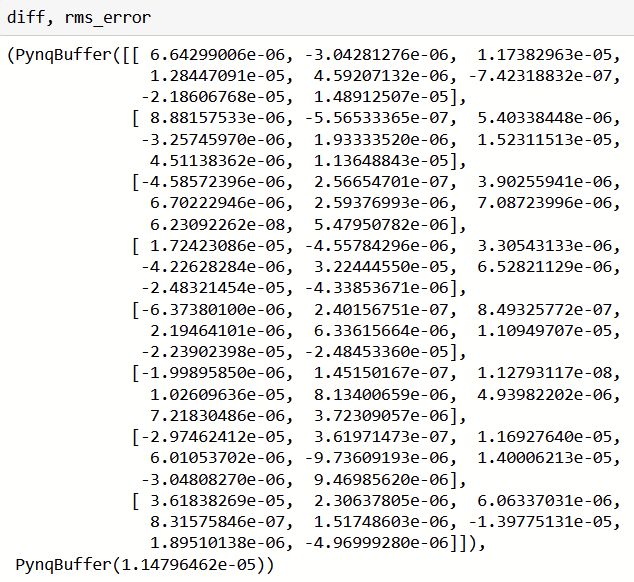 diff, rms_error
(PynqBuffer([[ 6.64299006e-06, -3.04281276e-06,  1.17382963e-05,
               1.28447091e-05,  4.59207132e-06, -7.42318832e-07,
              -2.18606768e-05,  1.48912507e-05],
             [ 8.88157533e-06, -5.56533365e-07,  5.40338448e-06,
              -3.25745970e-06,  1.93333520e-06,  1.52311513e-05,
               4.51138362e-06,  1.13648843e-05],
             [-4.58572396e-06,  2.56654701e-07,  3.90255941e-06,
               6.70222946e-06,  2.59376993e-06,  7.08723996e-06,
               6.23092262e-08,  5.47950782e-06],
             [ 1.72423086e-05, -4.55784296e-06,  3.30543133e-06,
              -4.22628284e-06,  3.22444550e-05,  6.52821129e-06,
              -2.48321454e-05, -4.33853671e-06],
             [-6.37380100e-06,  2.40156751e-07,  8.49325772e-07,
               2.19464101e-06,  6.33615664e-06,  1.10949707e-05,
              -2.23902398e-05, -2.48453360e-05],
             [-1.99895850e-06,  1.45150167e-07,  1.12793117e-08,
               1.02609636e-05,  8.13400659e-06,  4.93982202e-06,
               7.21830486e-06,  3.72309057e-06],
             [-2.97462412e-05,  3.61971473e-07,  1.16927640e-05,
               6.01053702e-06, -9.73609193e-06,  1.40006213e-05,
              -3.04808270e-06,  9.46985620e-06],
             [ 3.61838269e-05,  2.30637805e-06,  6.06337031e-06,
               8.31575846e-07,  1.51748603e-06, -1.39775131e-05,
               1.89510138e-06, -4.96999280e-06]]),
 PynqBuffer(1.14796462e-05))